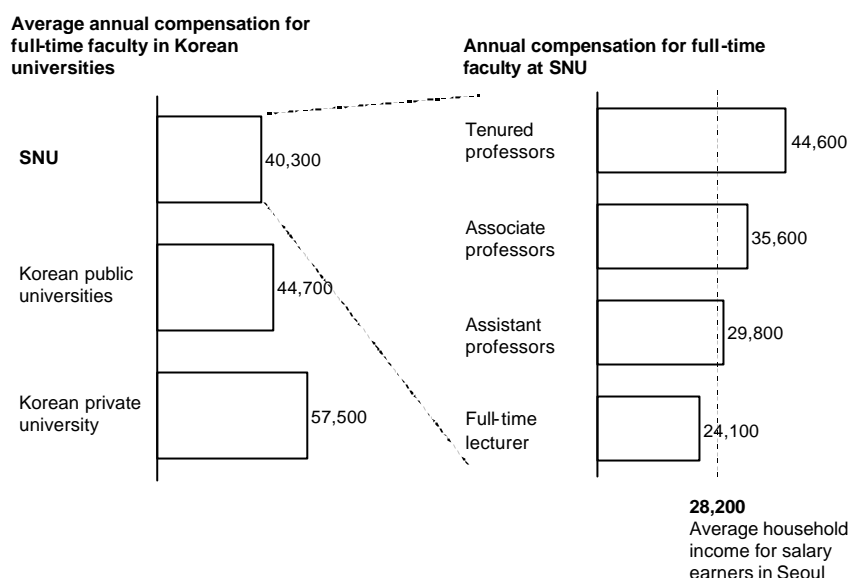 Average annual compensation for
full-time faculty in Korean
universities
SNU
40,300
Korean public
universities
44,700
Korean private
university
57,500
Annual compensation for full-time
faculty at SNU
Tenured
professors
44,600
Associate
professors
35,600
Assistant
professors
29,800
Full-time
lecturer
24,100
28,200
Average household
income for salary
earners in Seoul